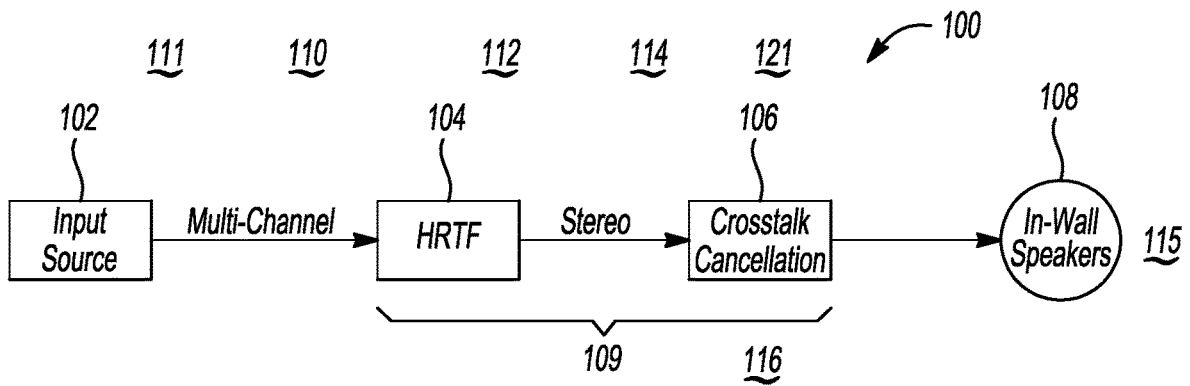 100
111 110 112 114 121
102 104 106 108
Input Source
Multi-Channel
HRTF
Stereo
Crosstalk Cancellation
In-Wall Speakers
115
109 116